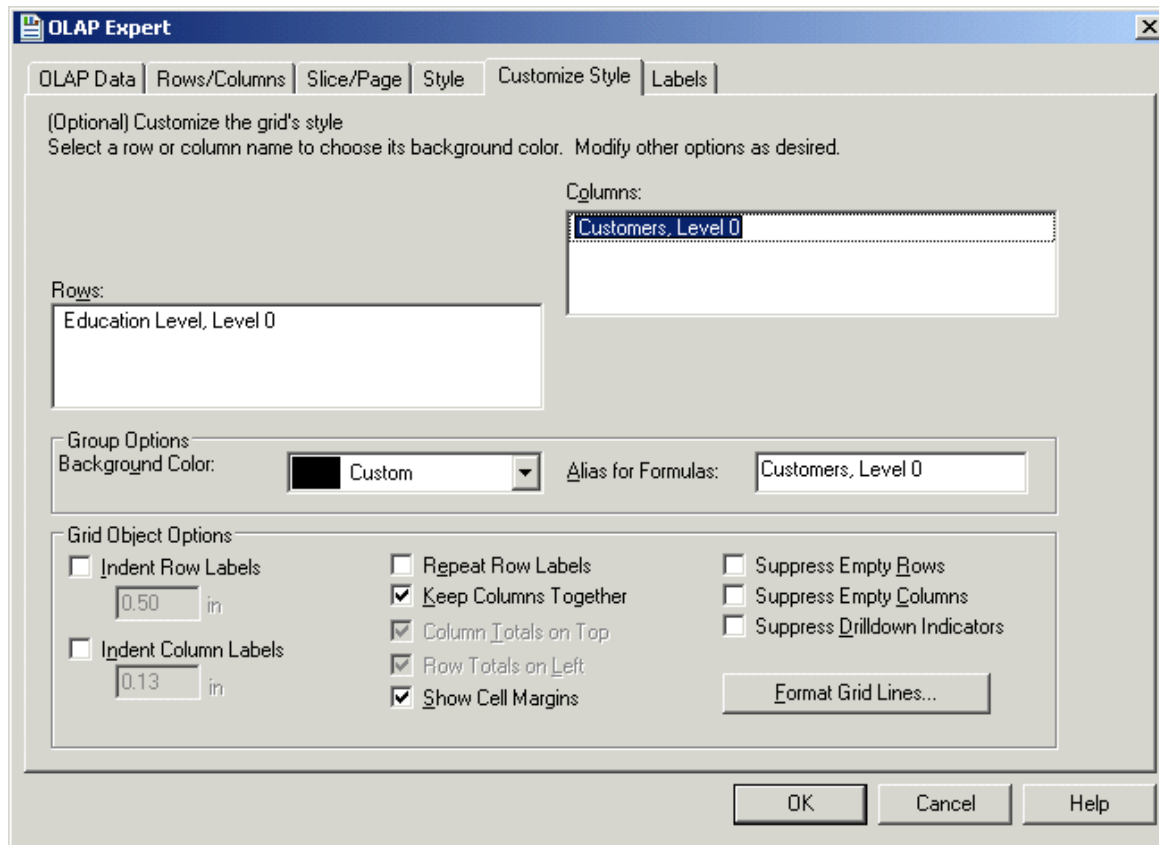 OLAP Expert
OLAP Data Rows/Columns Slice/Page Style Customize Style Labels
(Optional) Customize the grid's style
Select a row or column name to choose its background color. Modify other options as desired.
Columns:
Customers, Level 0
Rows:
Education Level, Level 0
Group Options
Background Color: Custom Alias for Formulas: Customers, Level 0
Grid Object Options
Indent Row Labels Repeat Row Labels Suppress Empty Rows
0.50 in Keep Columns Together Suppress Empty Columns
Column Totals on Top Suppress Drilldown Indicators
Indent Column Labels Row Totals on Left
0.13 in Show Cell Margins Format Grid Lines...
OK Cancel Help